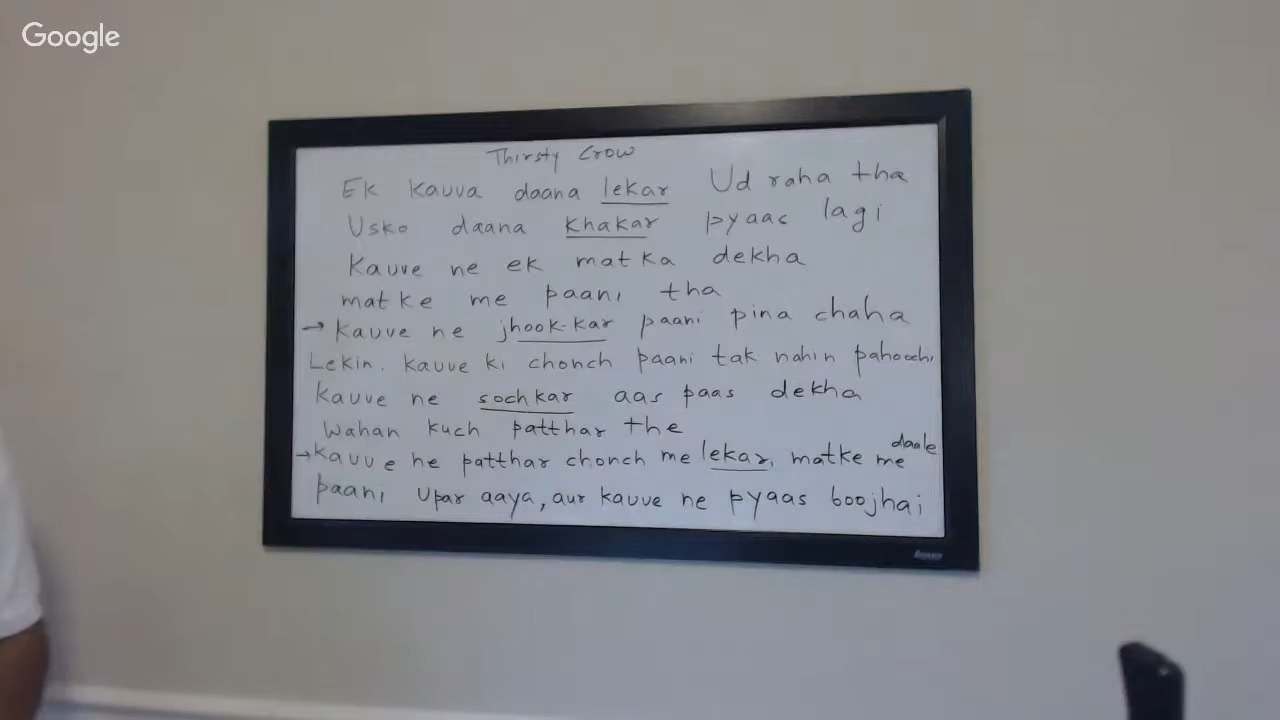 Google
Thirsty Crow
Ek kauva daana lekar Ud raha tha
Usko daana khakar pyaas lagi
Kauve ne ek matka dekha
matke me paani tha
→ kauve ne jhook-kar paani pina chaha
Lekin. kauve ki chonch paani tak nahin pahochi
kauve ne sochkar aas paas dekha
wahan kuch patthar the
→ kauve ne patthar chonch me lekar, matke me daale
paani upar aaya, aur kauve ne pyaas boojhai